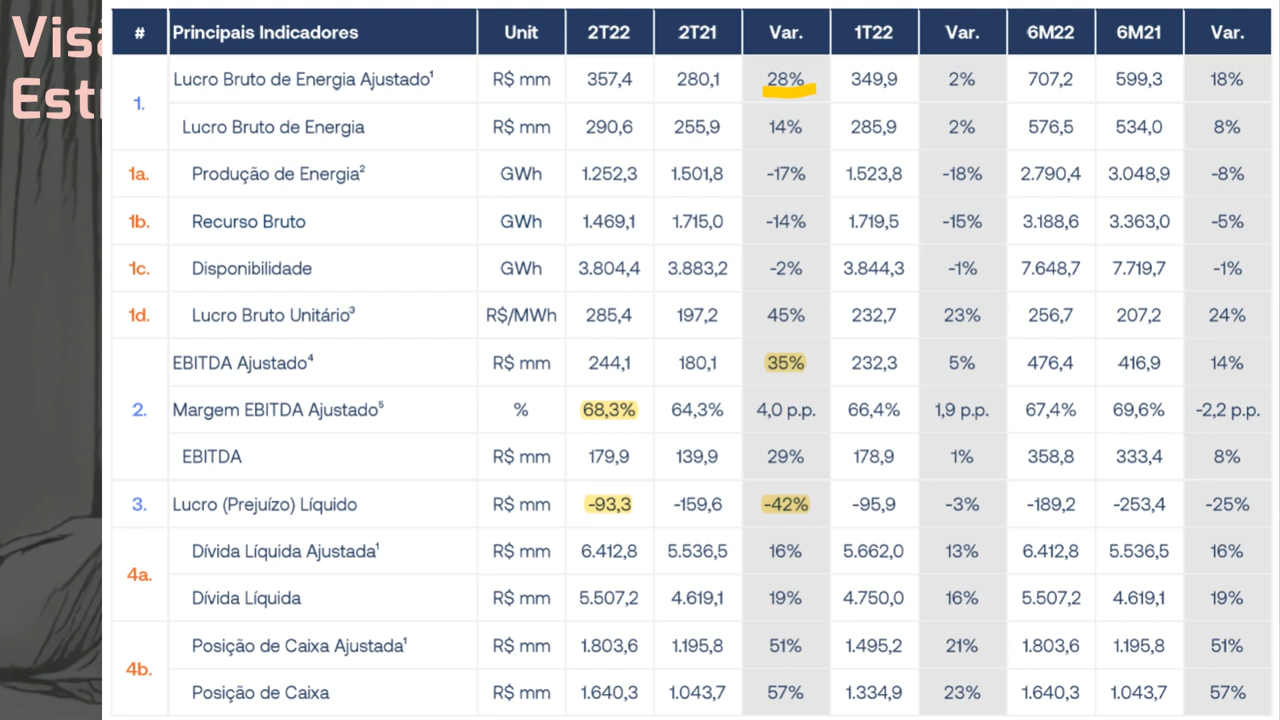 Vis
Est
# Principais Indicadores Unit 2T22 2T21 Var. 1T22 Var. 6M22 6M21 Var.
1.
Lucro Bruto de Energia Ajustado¹ R$ mm 357,4 280,1 28% 349,9 2% 707,2 599,3 18%
Lucro Bruto de Energia R$ mm 290,6 255,9 14% 285,9 2% 576,5 534,0 8%
1a. Produção de Energia² GWh 1.252,3 1.501,8 -17% 1.523,8 -18% 2.790,4 3.048,9 -8%
1b. Recurso Bruto GWh 1.469,1 1.715,0 -14% 1.719,5 -15% 3.188,6 3.363,0 -5%
1c. Disponibilidade GWh 3.804,4 3.883,2 -2% 3.844,3 -1% 7.648,7 7.719,7 -1%
1d. Lucro Bruto Unitário³ R$/MWh 285,4 197,2 45% 232,7 23% 256,7 207,2 24%
EBITDA Ajustado⁴ R$ mm 244,1 180,1 35% 232,3 5% 476,4 416,9 14%
2. Margem EBITDA Ajustado⁵ % 68,3% 64,3% 4,0 p.p. 66,4% 1,9 p.p. 67,4% 69,6% -2,2 p.p.
EBITDA R$ mm 179,9 139,9 29% 178,9 1% 358,8 333,4 8%
3. Lucro (Prejuízo) Líquido R$ mm -93,3 -159,6 -42% -95,9 -3% -189,2 -253,4 -25%
4a.
Dívida Líquida Ajustada¹ R$ mm 6.412,8 5.536,5 16% 5.662,0 13% 6.412,8 5.536,5 16%
Dívida Líquida R$ mm 5.507,2 4.619,1 19% 4.750,0 16% 5.507,2 4.619,1 19%
4b.
Posição de Caixa Ajustada¹ R$ mm 1.803,6 1.195,8 51% 1.495,2 21% 1.803,6 1.195,8 51%
Posição de Caixa R$ mm 1.640,3 1.043,7 57% 1.334,9 23% 1.640,3 1.043,7 57%